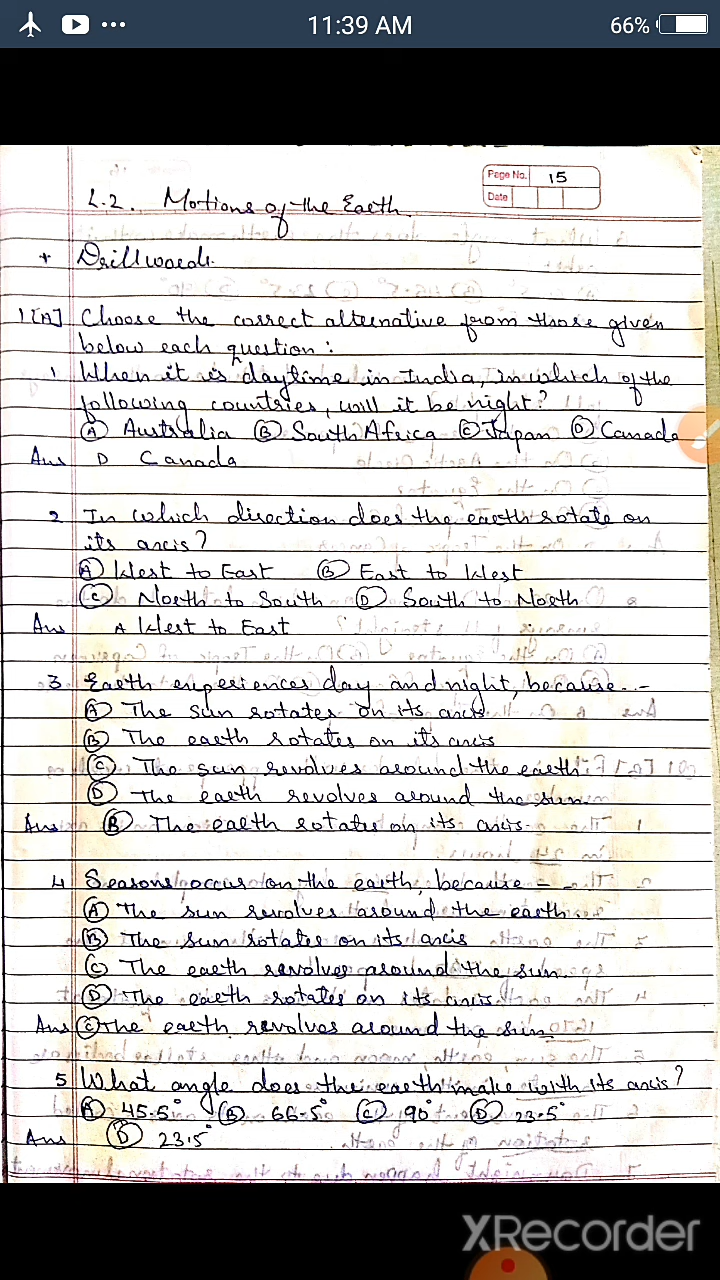 11:39 AM
66%
Page No. 15
Date
L.2. Motions of the Earth.
+ Drillword.
1[A] Choose the correct alternative from those given
below each question:
1. When it is daytime in India, in which of the
following countries, will it be night?
(A) Australia (B) South Africa (C) Japan (D) Canada
Ans D Canada
2 In which direction does the earth rotate on
its axis?
(A) West to East (B) East to West
(C) North to South (D) South to North
Ans A West to East
3 Earth experiences day and night, because..-
(A) The sun rotates on its axis
(B) The earth rotates on its axis
(C) The sun revolves around the earth
(D) The earth revolves around the sun.
Ans (B) The earth rotates on its axis.
4 Seasons occur on the earth, because - -
(A) The sun revolves around the earth.
(B) The sun rotates on its axis
(C) The earth revolves around the sun.
(D) The earth rotates on its axis
Ans (C) The earth revolves around the sun
5 What angle does the earth make with its axis?
(A) 45.5° (B) 66.5° (C) 90° (D) 23.5°
Ans (D) 23.5°
XRecorder